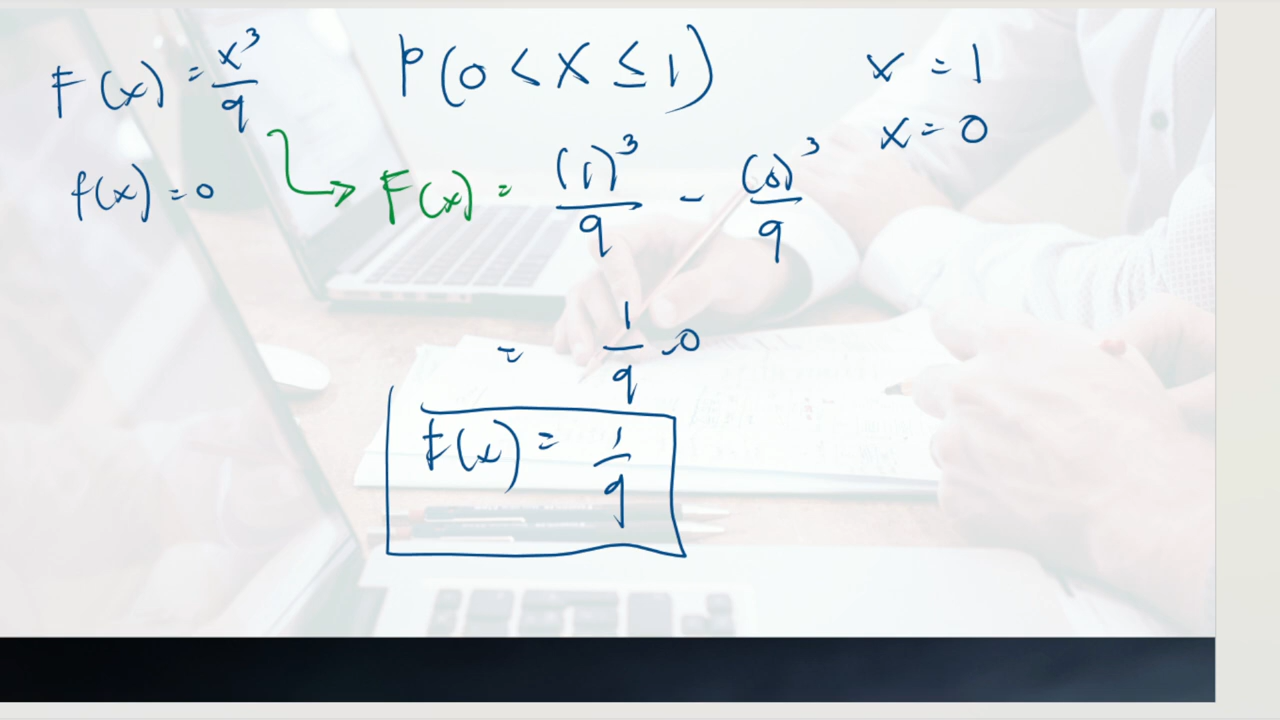 F(x) = x³/9
P(0 < X ≤ 1)
x = 1
x = 0
f(x) = 0
F(x) = (1)³/9 - (0)³/9
= 1/9 - 0
F(x) = 1/9